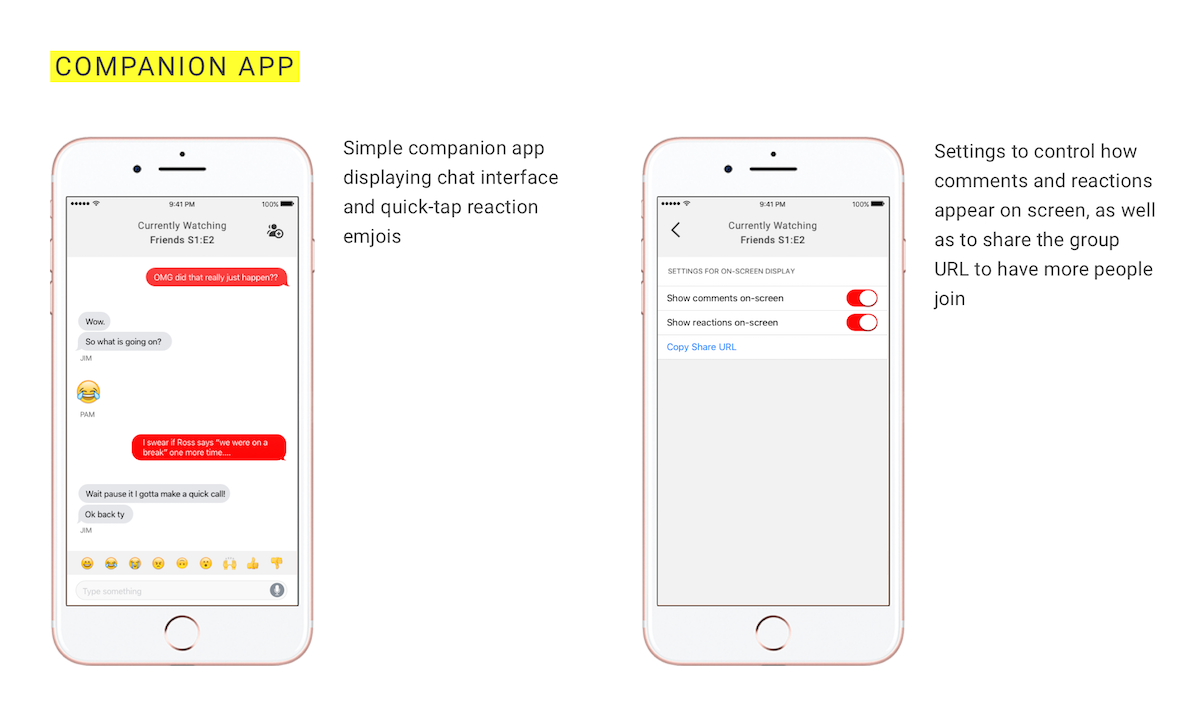 COMPANION APP
9:41 PM
100%
Currently Watching
Friends S1:E2
OMG did that really just happen??
Wow.
So what is going on?
JIM
PAM
I swear if Ross says “we were on a
break” one more time....
Wait pause it I gotta make a quick call!
Ok back ty
JIM
Type something
Simple companion app
displaying chat interface
and quick-tap reaction
emjois
9:41 PM
100%
Currently Watching
Friends S1:E2
SETTINGS FOR ON-SCREEN DISPLAY
Show comments on-screen
Show reactions on-screen
Copy Share URL
Settings to control how
comments and reactions
appear on screen, as well
as to share the group
URL to have more people
join